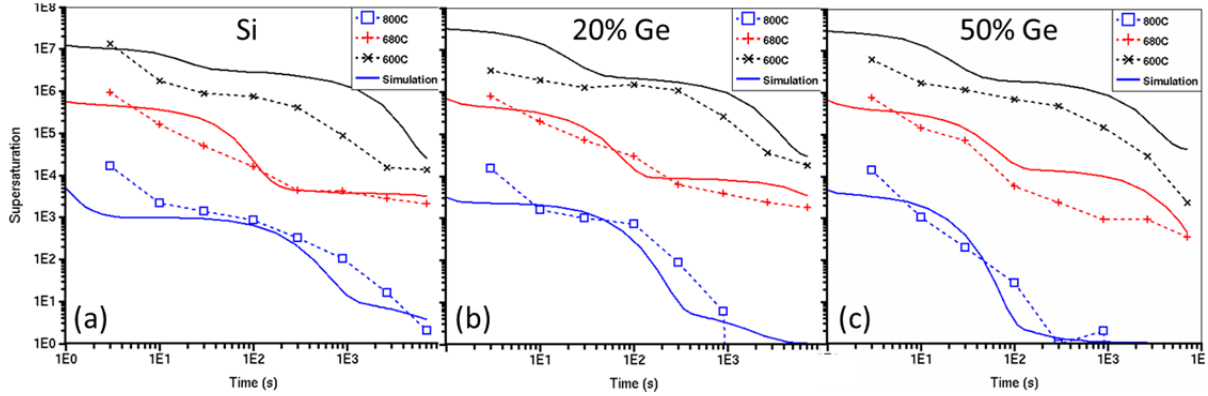 Si
20% Ge
50% Ge
800C
680C
600C
Simulation
800C
680C
600C
Simulation
800C
680C
600C
Simulation
Supersaturation
1E8
1E7
1E6
1E5
1E4
1E3
1E2
1E1
1E0
(a)
(b)
(c)
1E0 1E1 1E2 1E3 1E1 1E2 1E3 1E1 1E2 1E3 1E4
Time (s)
Time (s)
Time (s)